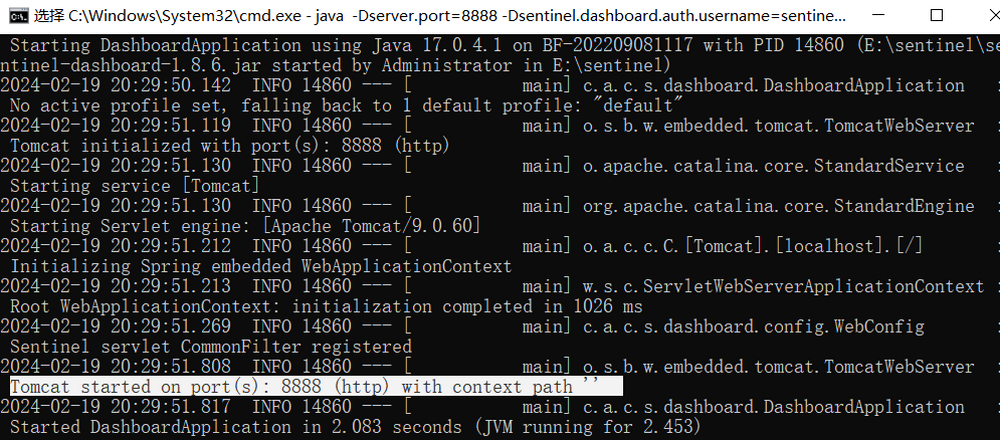 选择 C:\Windows\System32\cmd.exe - java  -Dserver.port=8888 -Dsentinel.dashboard.auth.username=sentine...
Starting DashboardApplication using Java 17.0.4.1 on BF-202209081117 with PID 14860 (E:\sentinel\se
ntinel-dashboard-1.8.6.jar started by Administrator in E:\sentinel)
2024-02-19 20:29:50.142  INFO 14860 --- [           main] c.a.c.s.dashboard.DashboardApplication   :
No active profile set, falling back to 1 default profile: "default"
2024-02-19 20:29:51.119  INFO 14860 --- [           main] o.s.b.w.embedded.tomcat.TomcatWebServer  :
Tomcat initialized with port(s): 8888 (http)
2024-02-19 20:29:51.130  INFO 14860 --- [           main] o.apache.catalina.core.StandardService   :
Starting service [Tomcat]
2024-02-19 20:29:51.130  INFO 14860 --- [           main] org.apache.catalina.core.StandardEngine  :
Starting Servlet engine: [Apache Tomcat/9.0.60]
2024-02-19 20:29:51.212  INFO 14860 --- [           main] o.a.c.c.C.[Tomcat].[localhost].[/]       :
Initializing Spring embedded WebApplicationContext
2024-02-19 20:29:51.213  INFO 14860 --- [           main] w.s.c.ServletWebServerApplicationContext :
Root WebApplicationContext: initialization completed in 1026 ms
2024-02-19 20:29:51.269  INFO 14860 --- [           main] c.a.c.s.dashboard.config.WebConfig       :
Sentinel servlet CommonFilter registered
2024-02-19 20:29:51.808  INFO 14860 --- [           main] o.s.b.w.embedded.tomcat.TomcatWebServer  :
Tomcat started on port(s): 8888 (http) with context path ''
2024-02-19 20:29:51.817  INFO 14860 --- [           main] c.a.c.s.dashboard.DashboardApplication   :
Started DashboardApplication in 2.083 seconds (JVM running for 2.453)